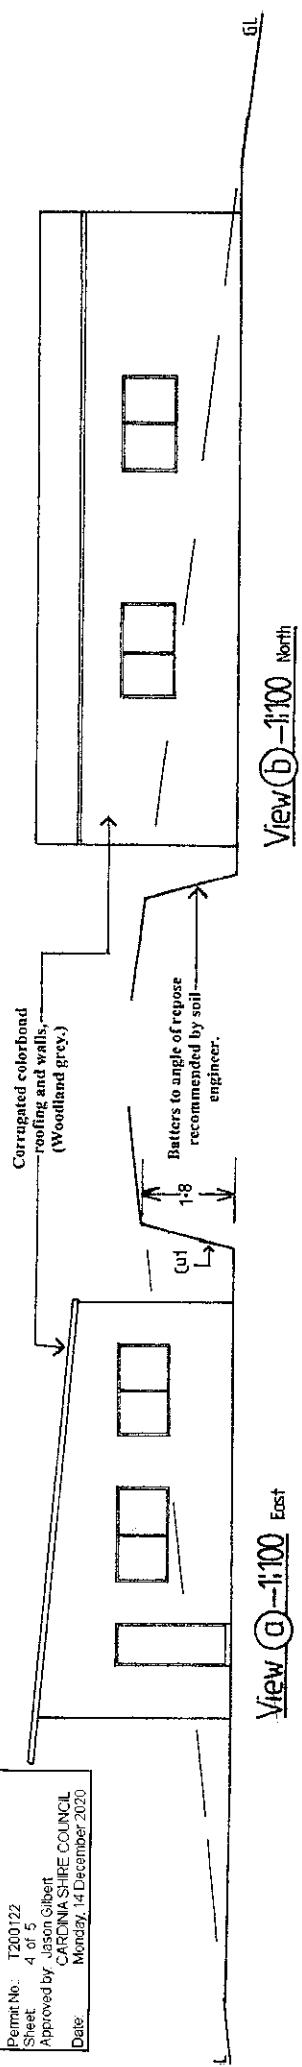 Permit No.: T200122
Sheet: 4 of 5
Approved by: Jason Gilbert
CARDINIA SHIRE COUNCIL
Date: Monday, 14 December 2020
Corrugated colorbond
roofing and walls,
(Woodland grey.)
Cut
1·8
Batters to angle of repose
recommended by soil
engineer.
GL
View a –1:100 East
View b –1:100 North